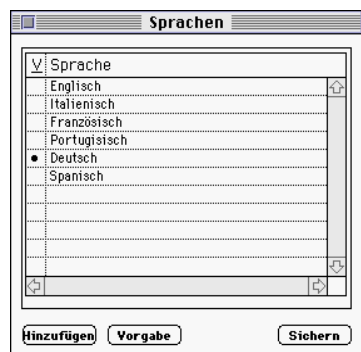 Sprachen
V Sprache
Englisch
Italienisch
Französisch
Portugisisch
• Deutsch
Spanisch
Hinzufügen Vorgabe Sichern